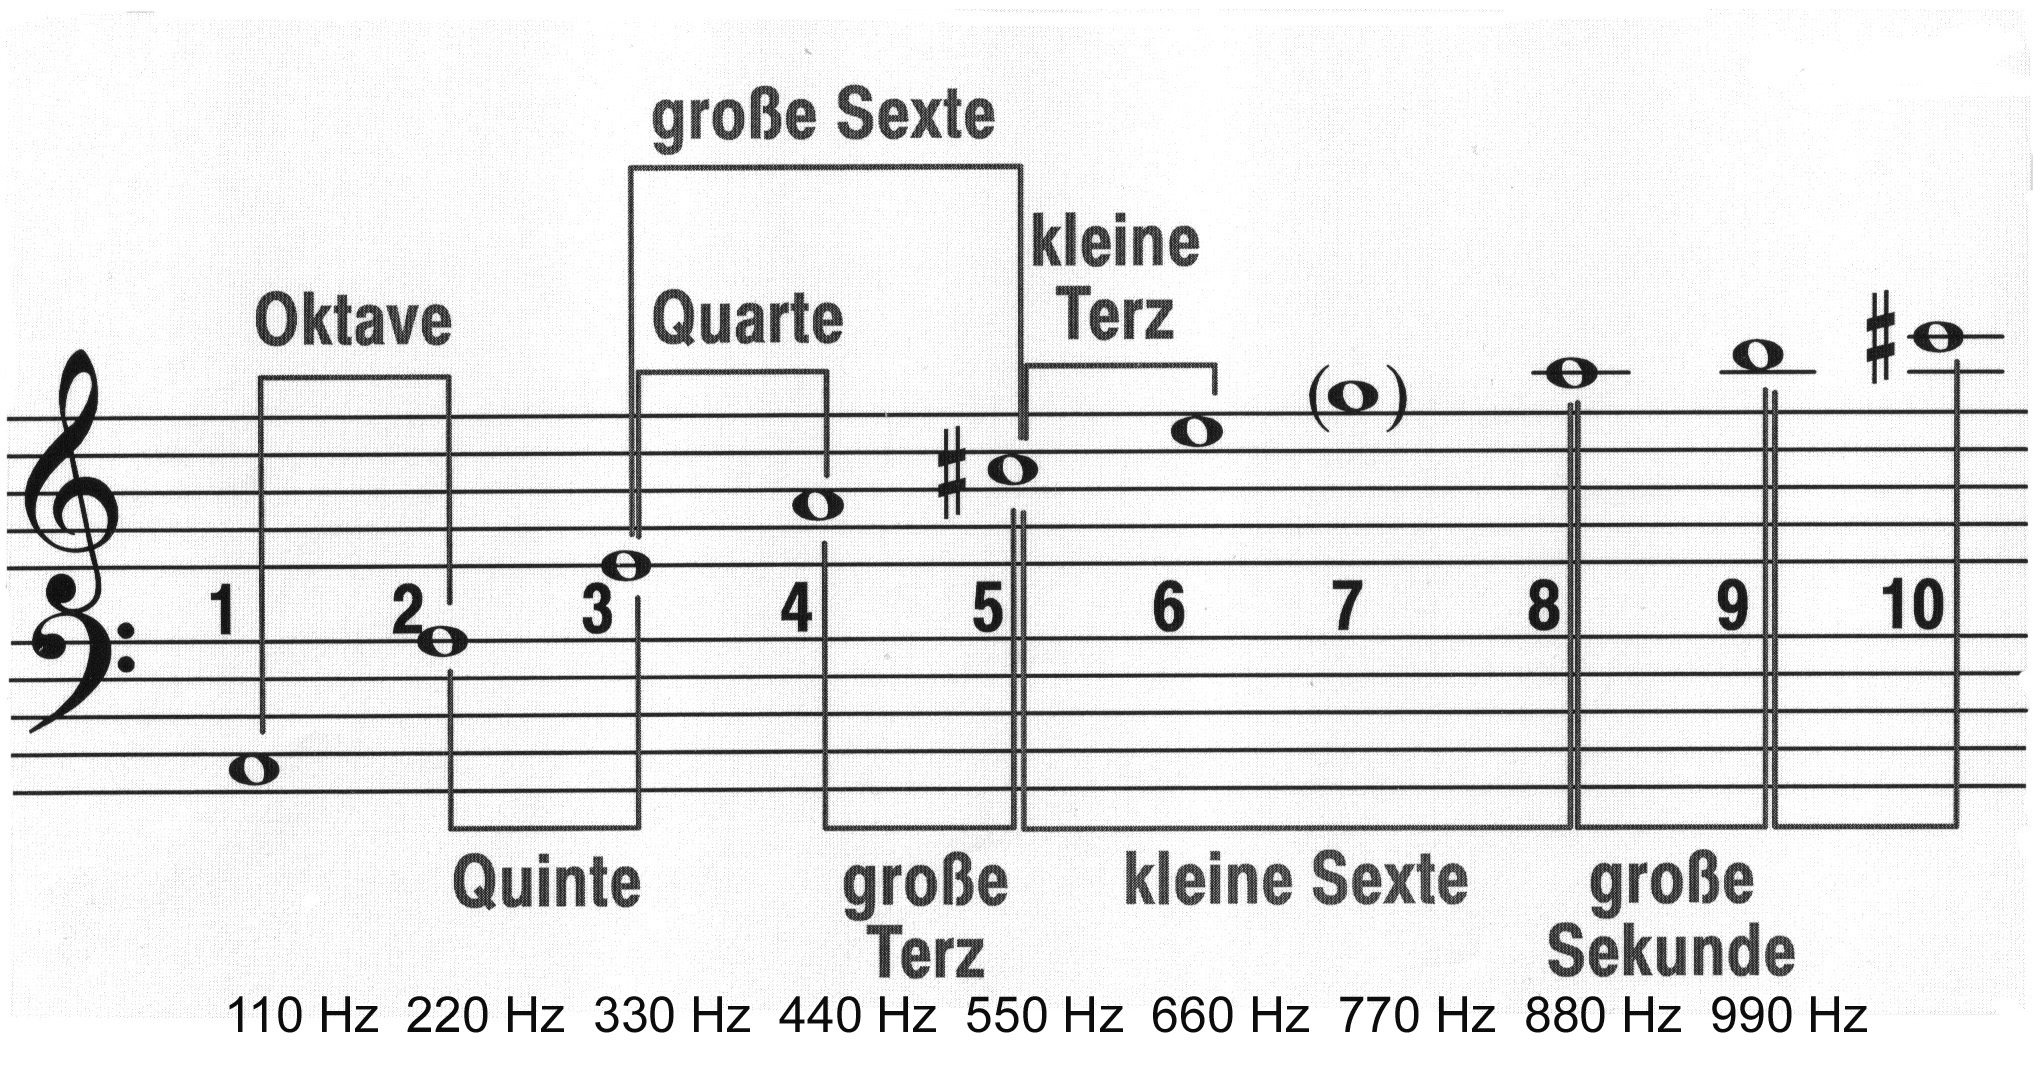 große Sexte
kleine
Terz
Oktave
Quarte
1 2 3 4 5 6 7 8 9 10
Quinte
große
Terz
kleine Sexte
große
Sekunde
110 Hz 220 Hz 330 Hz 440 Hz 550 Hz 660 Hz 770 Hz 880 Hz 990 Hz